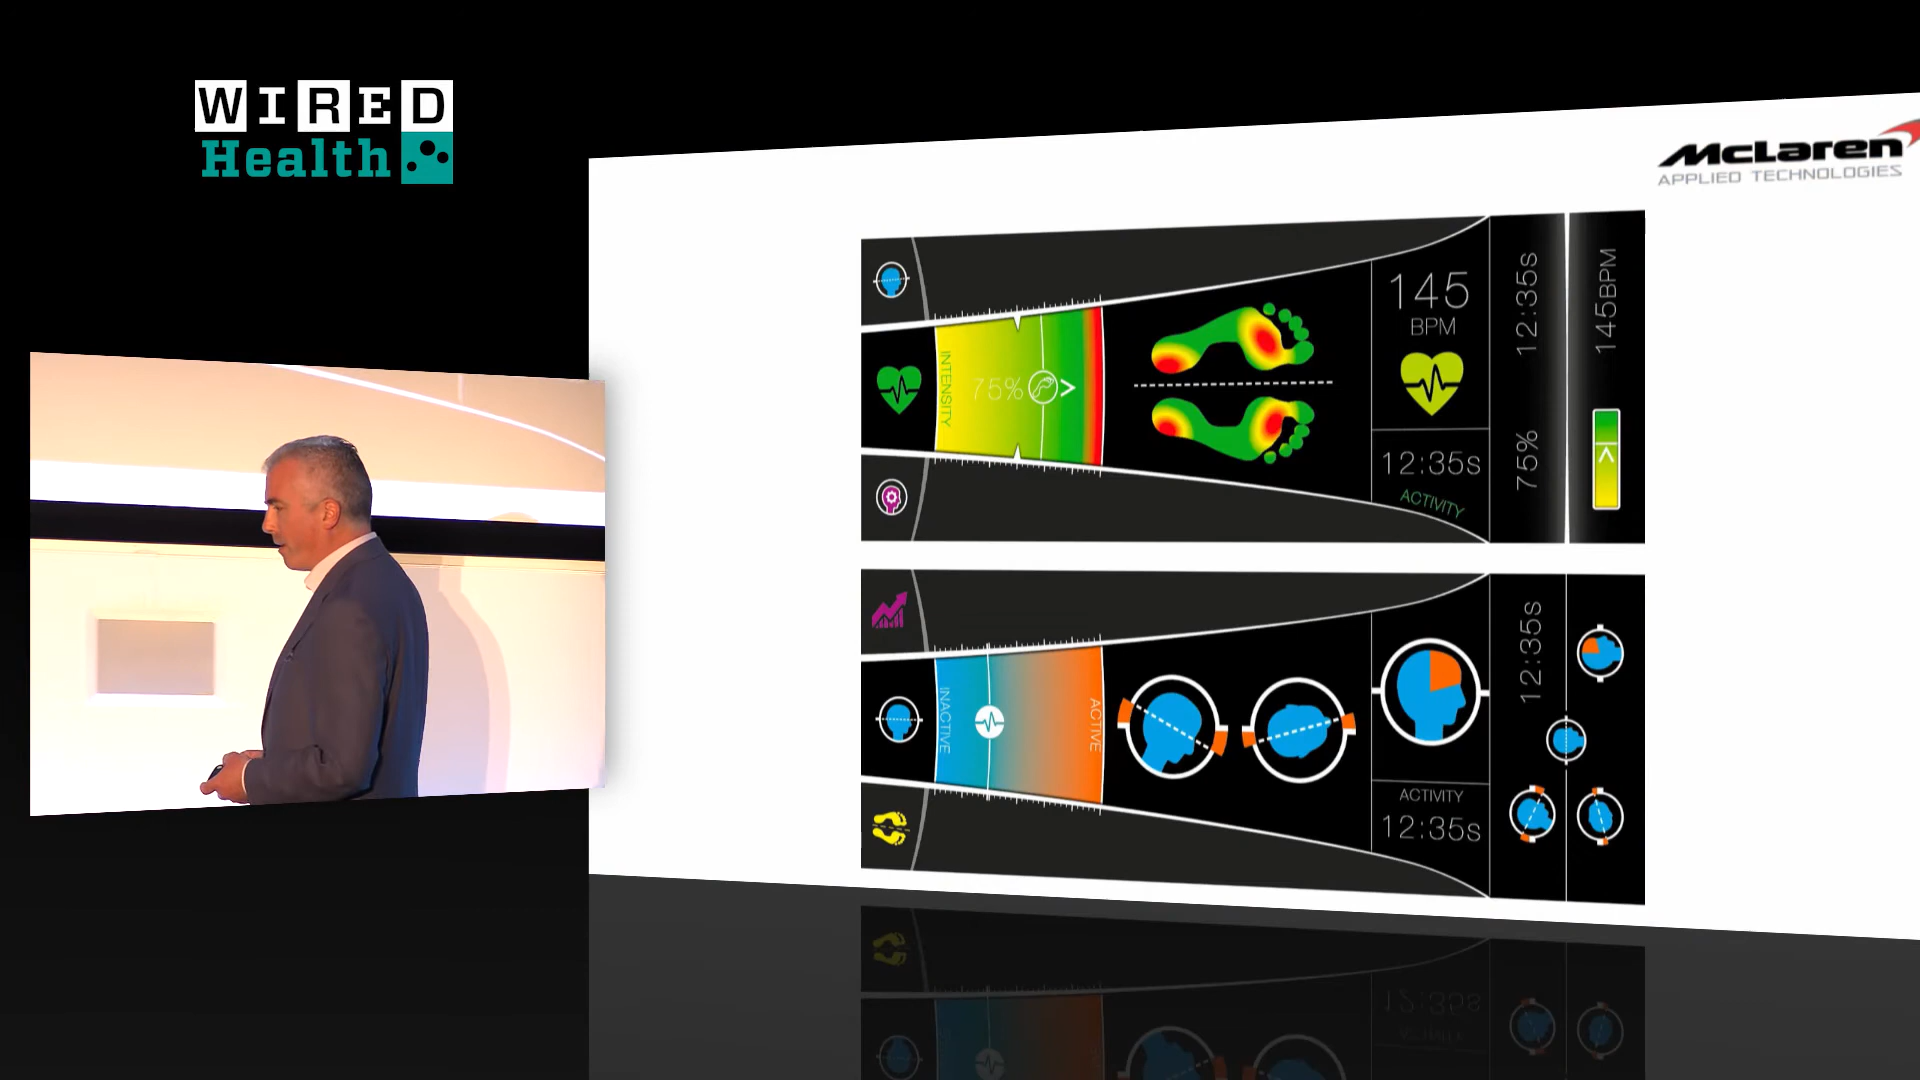 WIRED
Health
McLaren
APPLIED TECHNOLOGIES
INTENSITY
75%
145
BPM
12:35s
ACTIVITY
12:35s
75%
145BPM
INACTIVE
ACTIVE
ACTIVITY
12:35s
12:35s